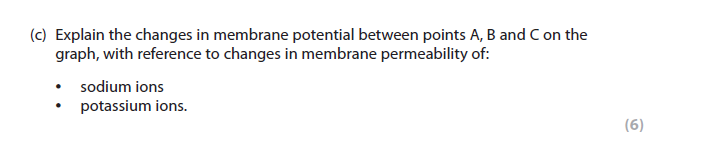 (c) Explain the changes in membrane potential between points A, B and C on the
graph, with reference to changes in membrane permeability of:
• sodium ions
• potassium ions.
(6)